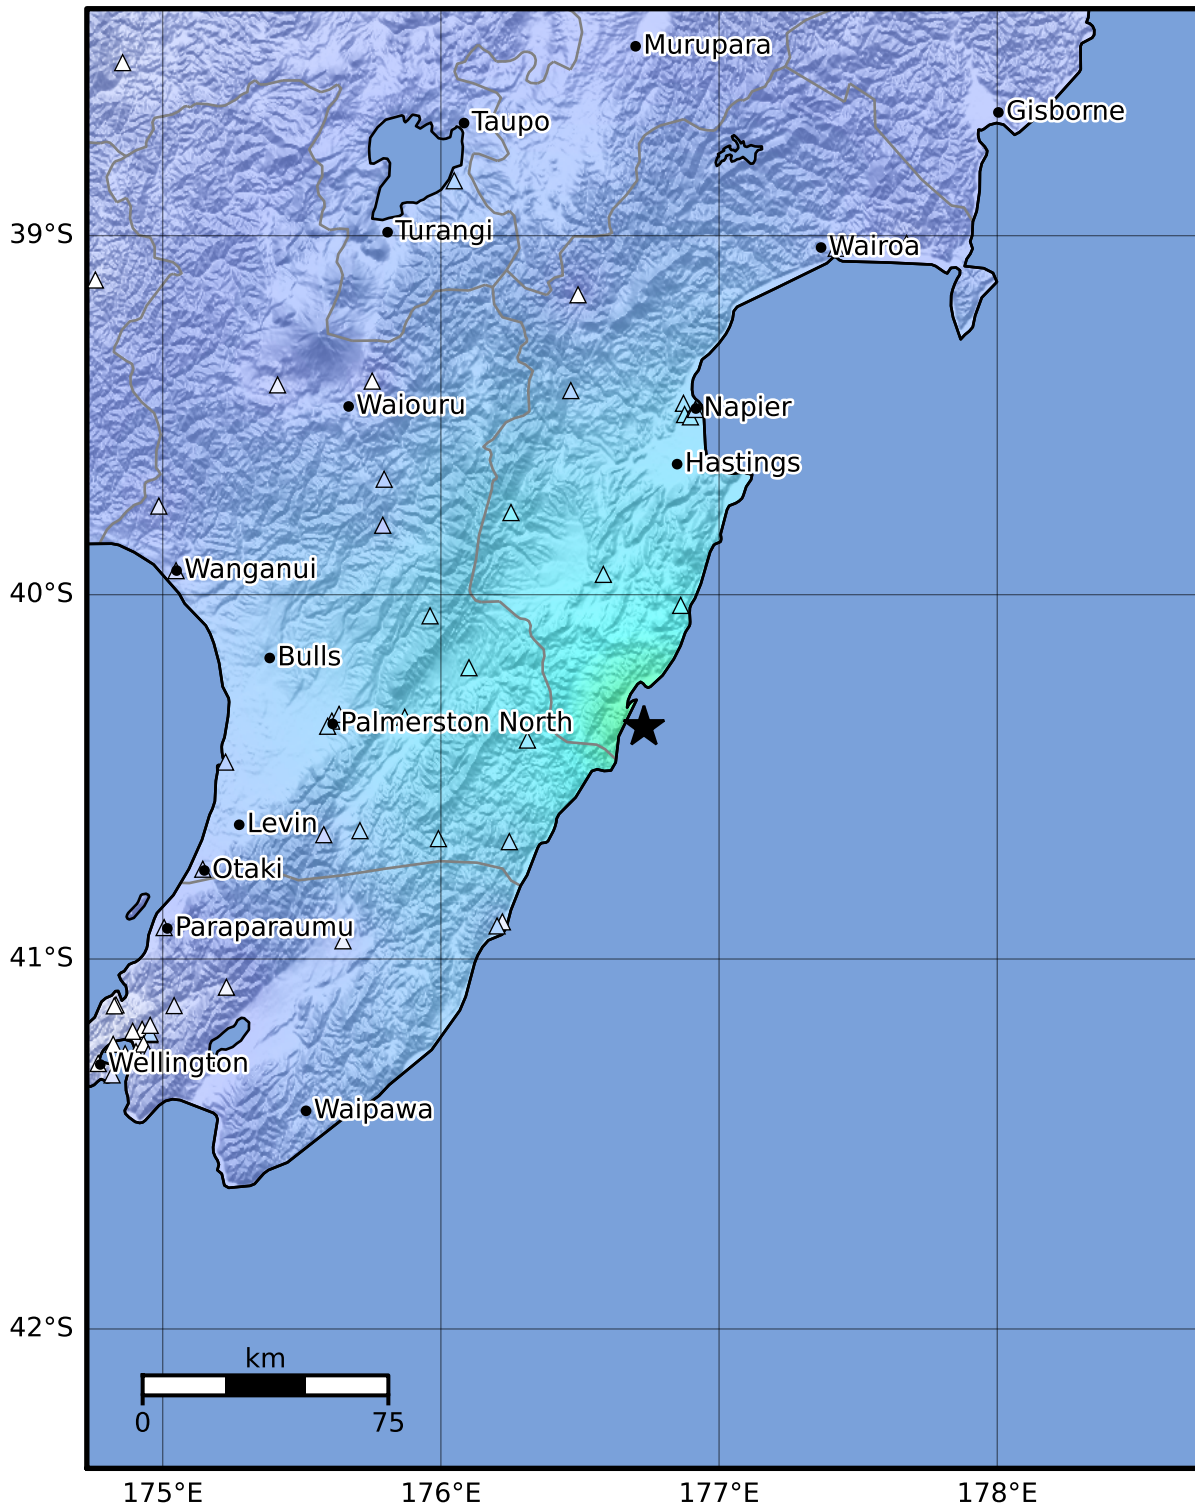 Murupara
Gisborne
Taupo
39°S
Turangi
Wairoa
Waiouru
Napier
Hastings
Wanganui
40°S
Bulls
Palmerston North
Levin
Otaki
Paraparaumu
41°S
Wellington
Waipawa
42°S
km
0
75
175°E
176°E
177°E
178°E